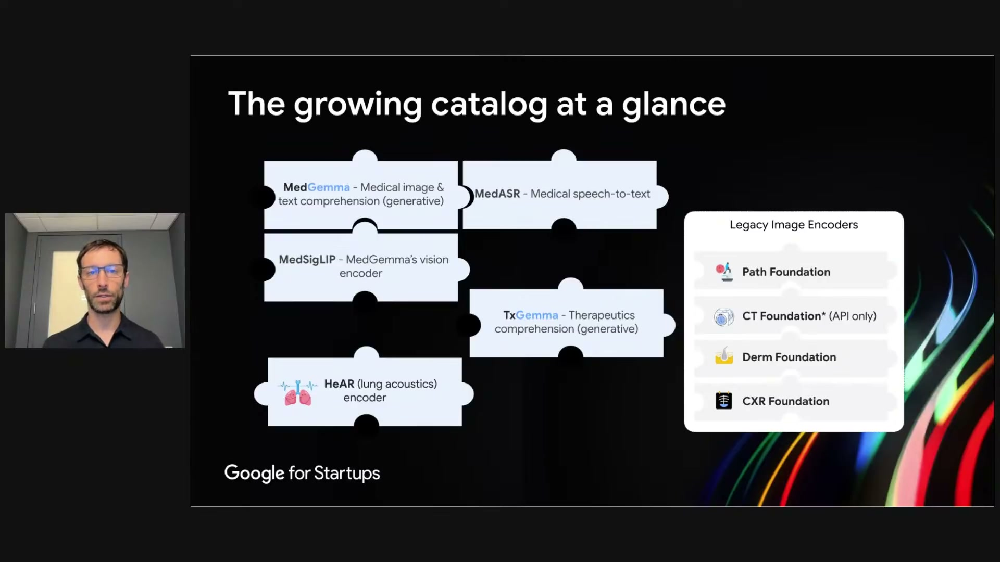 The growing catalog at a glance
MedGemma - Medical image &
text comprehension (generative)
MedASR - Medical speech-to-text
MedSigLIP - MedGemma's vision
encoder
TxGemma - Therapeutics
comprehension (generative)
HeAR (lung acoustics)
encoder
Legacy Image Encoders
Path Foundation
CT Foundation* (API only)
Derm Foundation
CXR Foundation
Google for Startups